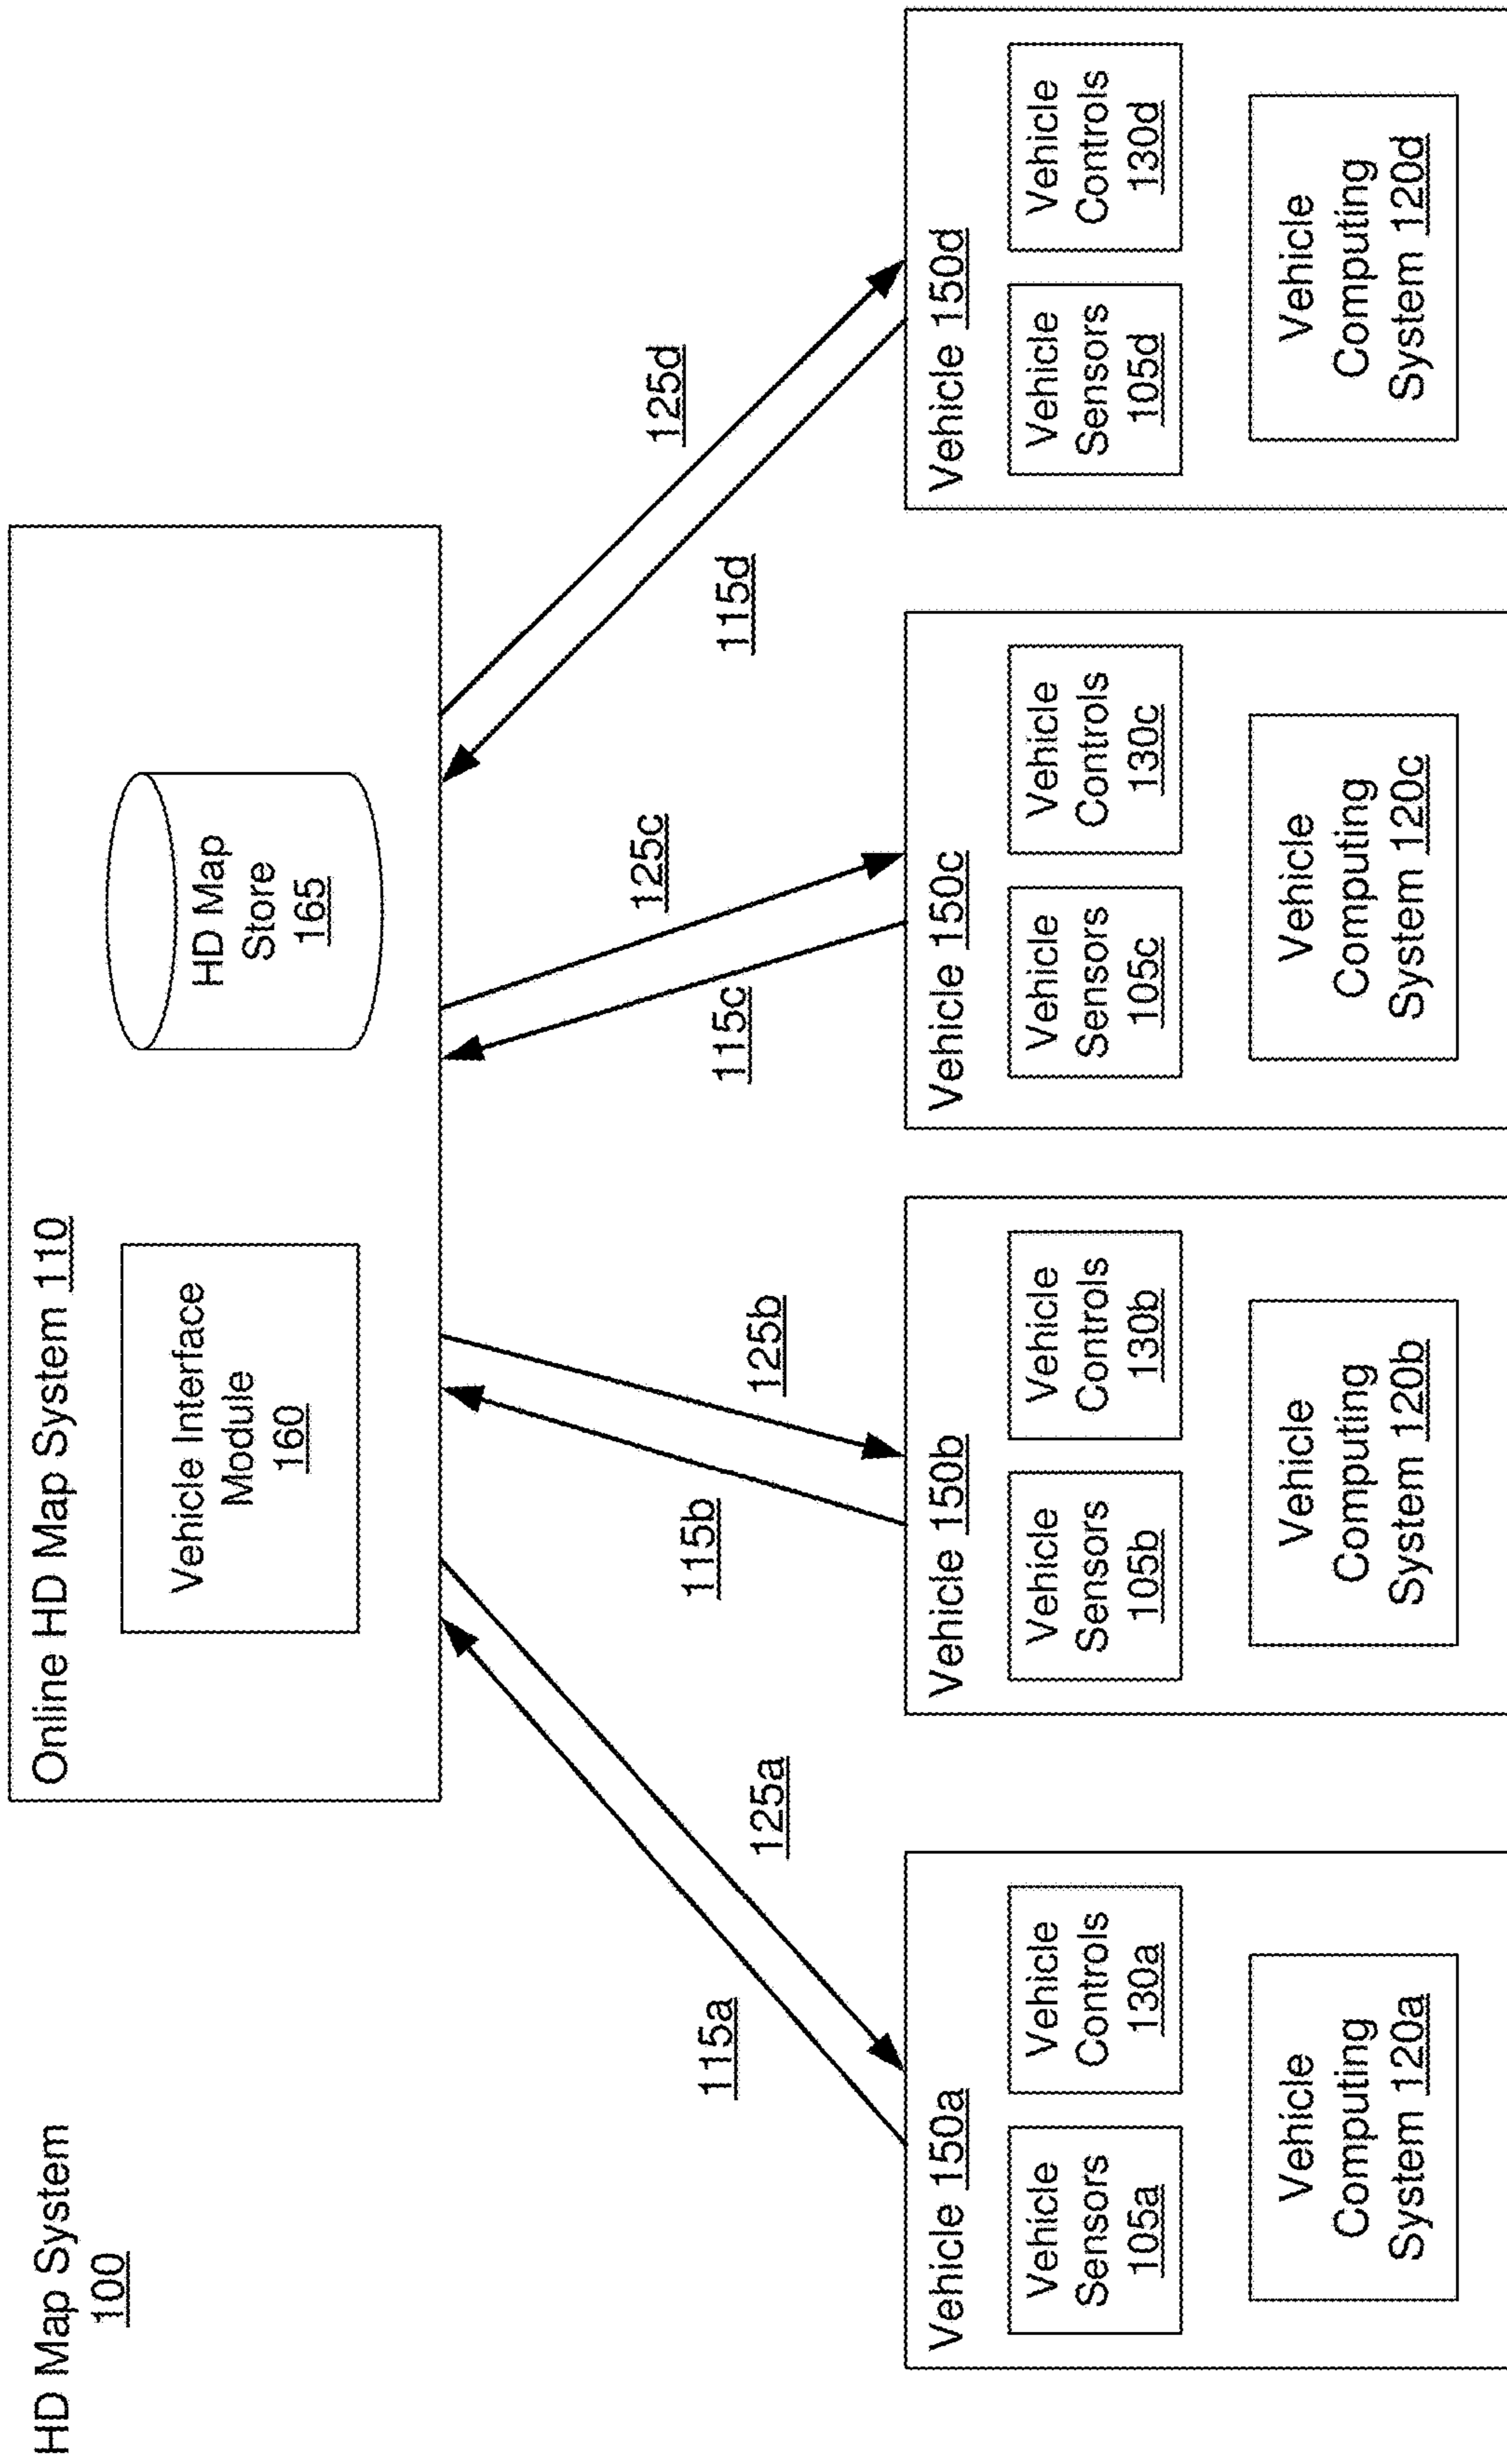 HD Map System
100
Online HD Map System 110
Vehicle Interface
Module
160
HD Map
Store
165
115a
125a
115b
125b
115c
125c
115d
125d
Vehicle 150a
Vehicle
Sensors
105a
Vehicle
Controls
130a
Vehicle
Computing
System 120a
Vehicle 150b
Vehicle
Sensors
105b
Vehicle
Controls
130b
Vehicle
Computing
System 120b
Vehicle 150c
Vehicle
Sensors
105c
Vehicle
Controls
130c
Vehicle
Computing
System 120c
Vehicle 150d
Vehicle
Sensors
105d
Vehicle
Controls
130d
Vehicle
Computing
System 120d